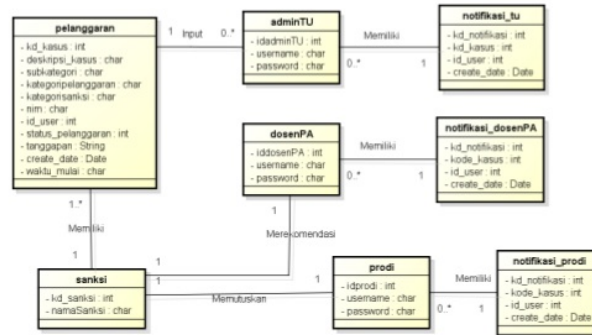 pelanggaran
- kd_kasus : int
- deskripsi_kasus : char
- subkategori : char
- kategoripelanggaran : char
- kategorisanksi : char
- nim : char
- id_user : int
- status_pelanggaran : int
- tanggapan : String
- create_date : Date
- waktu_mulai : char
1 Input 0..*
adminTU
- idadminTU : int
- username : char
- password : char
Memiliki
0..* 1
notifikasi_tu
- kd_notifikasi : int
- kd_kasus : int
- id_user : int
- create_date : Date
dosenPA
- iddosenPA : int
- username : char
- password : char
Memiliki
0..* 1
notifikasi_dosenPA
- kd_notifikasi : int
- kode_kasus : int
- id_user : int
- create_date : Date
1..*
Memiliki
1
1
Merekomendasi
1
sanksi
- kd_sanksi : int
- namaSanksi : char
1
Memutuskan
1
prodi
- idprodi : int
- username : char
- password : char
Memiliki
0..* 1
notifikasi_prodi
- kd_notifikasi : int
- kode_kasus : int
- id_user : int
- create_date : Date